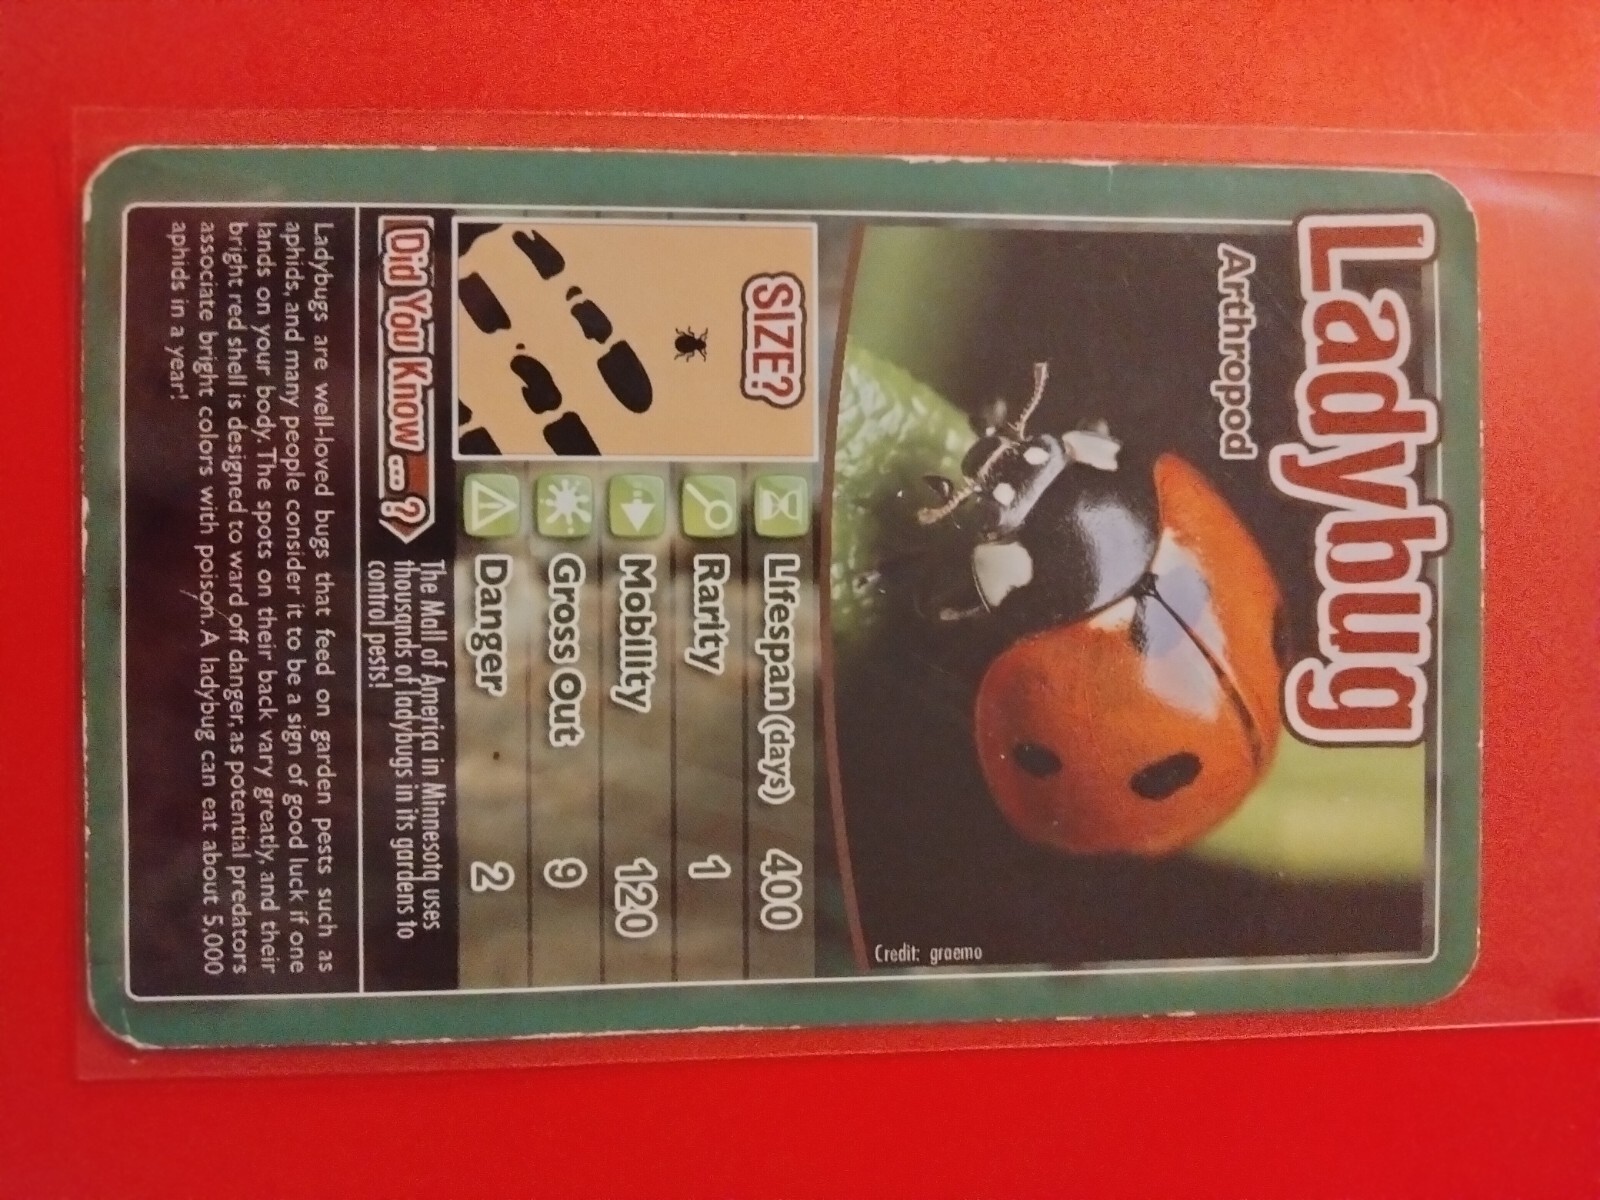 Ladybug
Arthropod
Credit: graemo
SIZE?
Lifespan (days) 400
Rarity 1
Mobility 120
Gross Out 9
Danger 2
Did You Know ... ?
The Mall of America in Minnesota uses
thousands of ladybugs in its gardens to
control pests!
Ladybugs are well-loved bugs that feed on garden pests such as
aphids, and many people consider it to be a sign of good luck if one
lands on your body. The spots on their back vary greatly, and their
bright red shell is designed to ward off danger, as potential predators
associate bright colors with poison. A ladybug can eat about 5,000
aphids in a year!